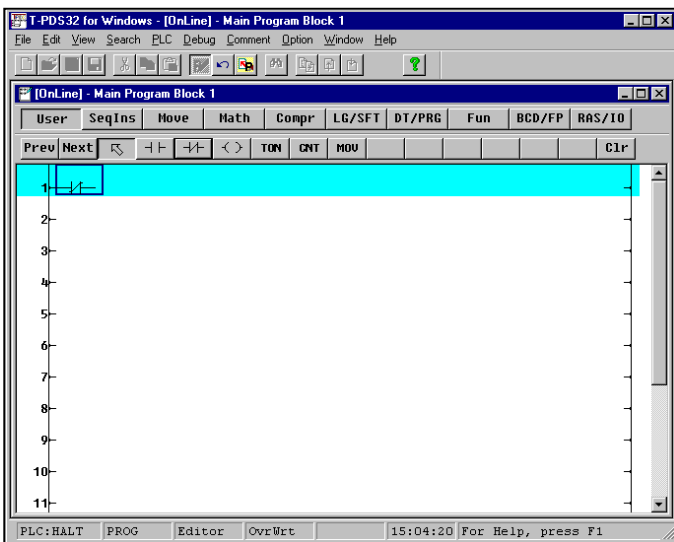 T-PDS32 for Windows - [OnLine] - Main Program Block 1
File Edit View Search PLC Debug Comment Option Window Help
[OnLine] - Main Program Block 1
User SeqIns Move Math Compr LG/SFT DT/PRG Fun BCD/FP RAS/IO
Prev Next TON CNT MOV Clr
1
2
3
4
5
6
7
8
9
10
11
PLC:HALT PROG Editor OvrWrt 15:04:20 For Help, press F1